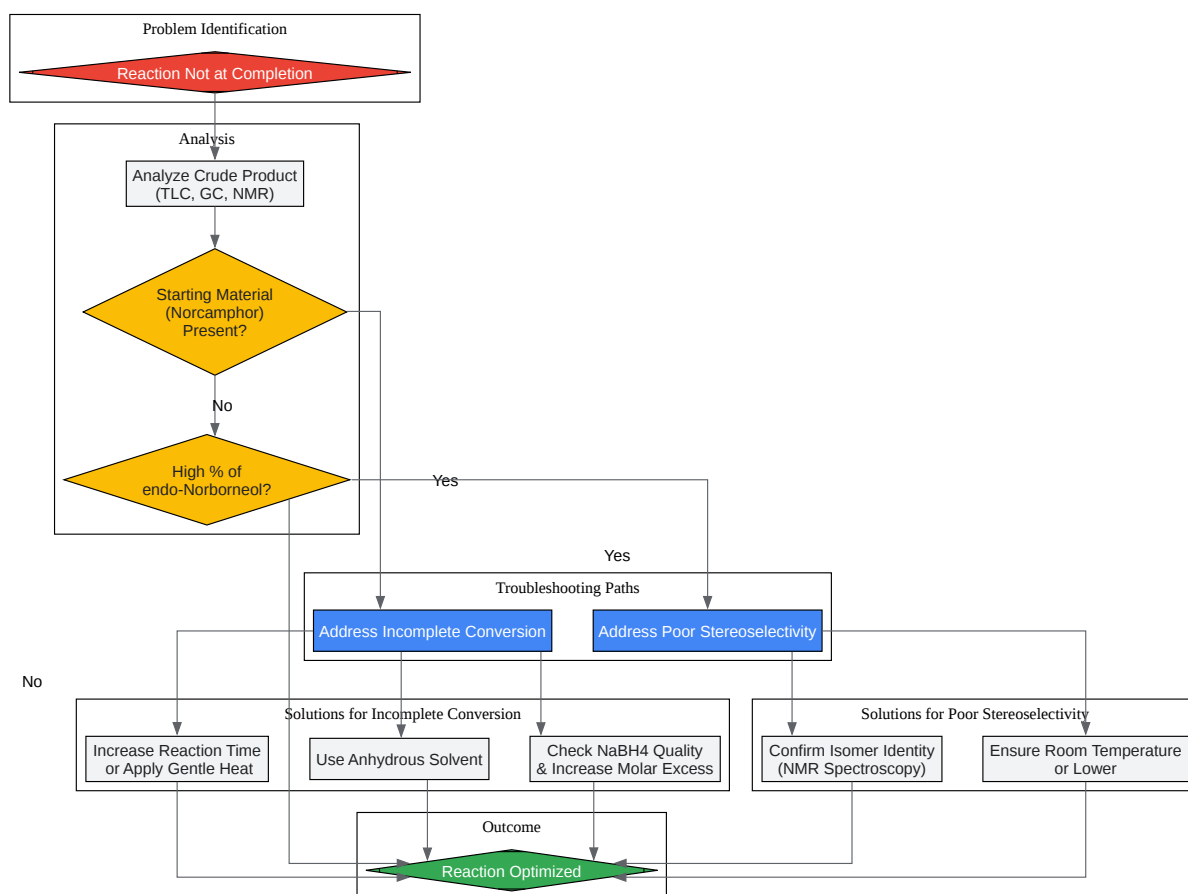 Problem Identification
Reaction Not at Completion
Analysis
Analyze Crude Product
(TLC, GC, NMR)
Starting Material
(Norcamphor)
Present?
No
High % of
endo-Norborneol?
Yes
Yes
Troubleshooting Paths
Address Incomplete Conversion
Address Poor Stereoselectivity
No
Solutions for Incomplete Conversion
Solutions for Poor Stereoselectivity
Increase Reaction Time
or Apply Gentle Heat
Use Anhydrous Solvent
Check NaBH4 Quality
& Increase Molar Excess
Confirm Isomer Identity
(NMR Spectroscopy)
Ensure Room Temperature
or Lower
Outcome
Reaction Optimized